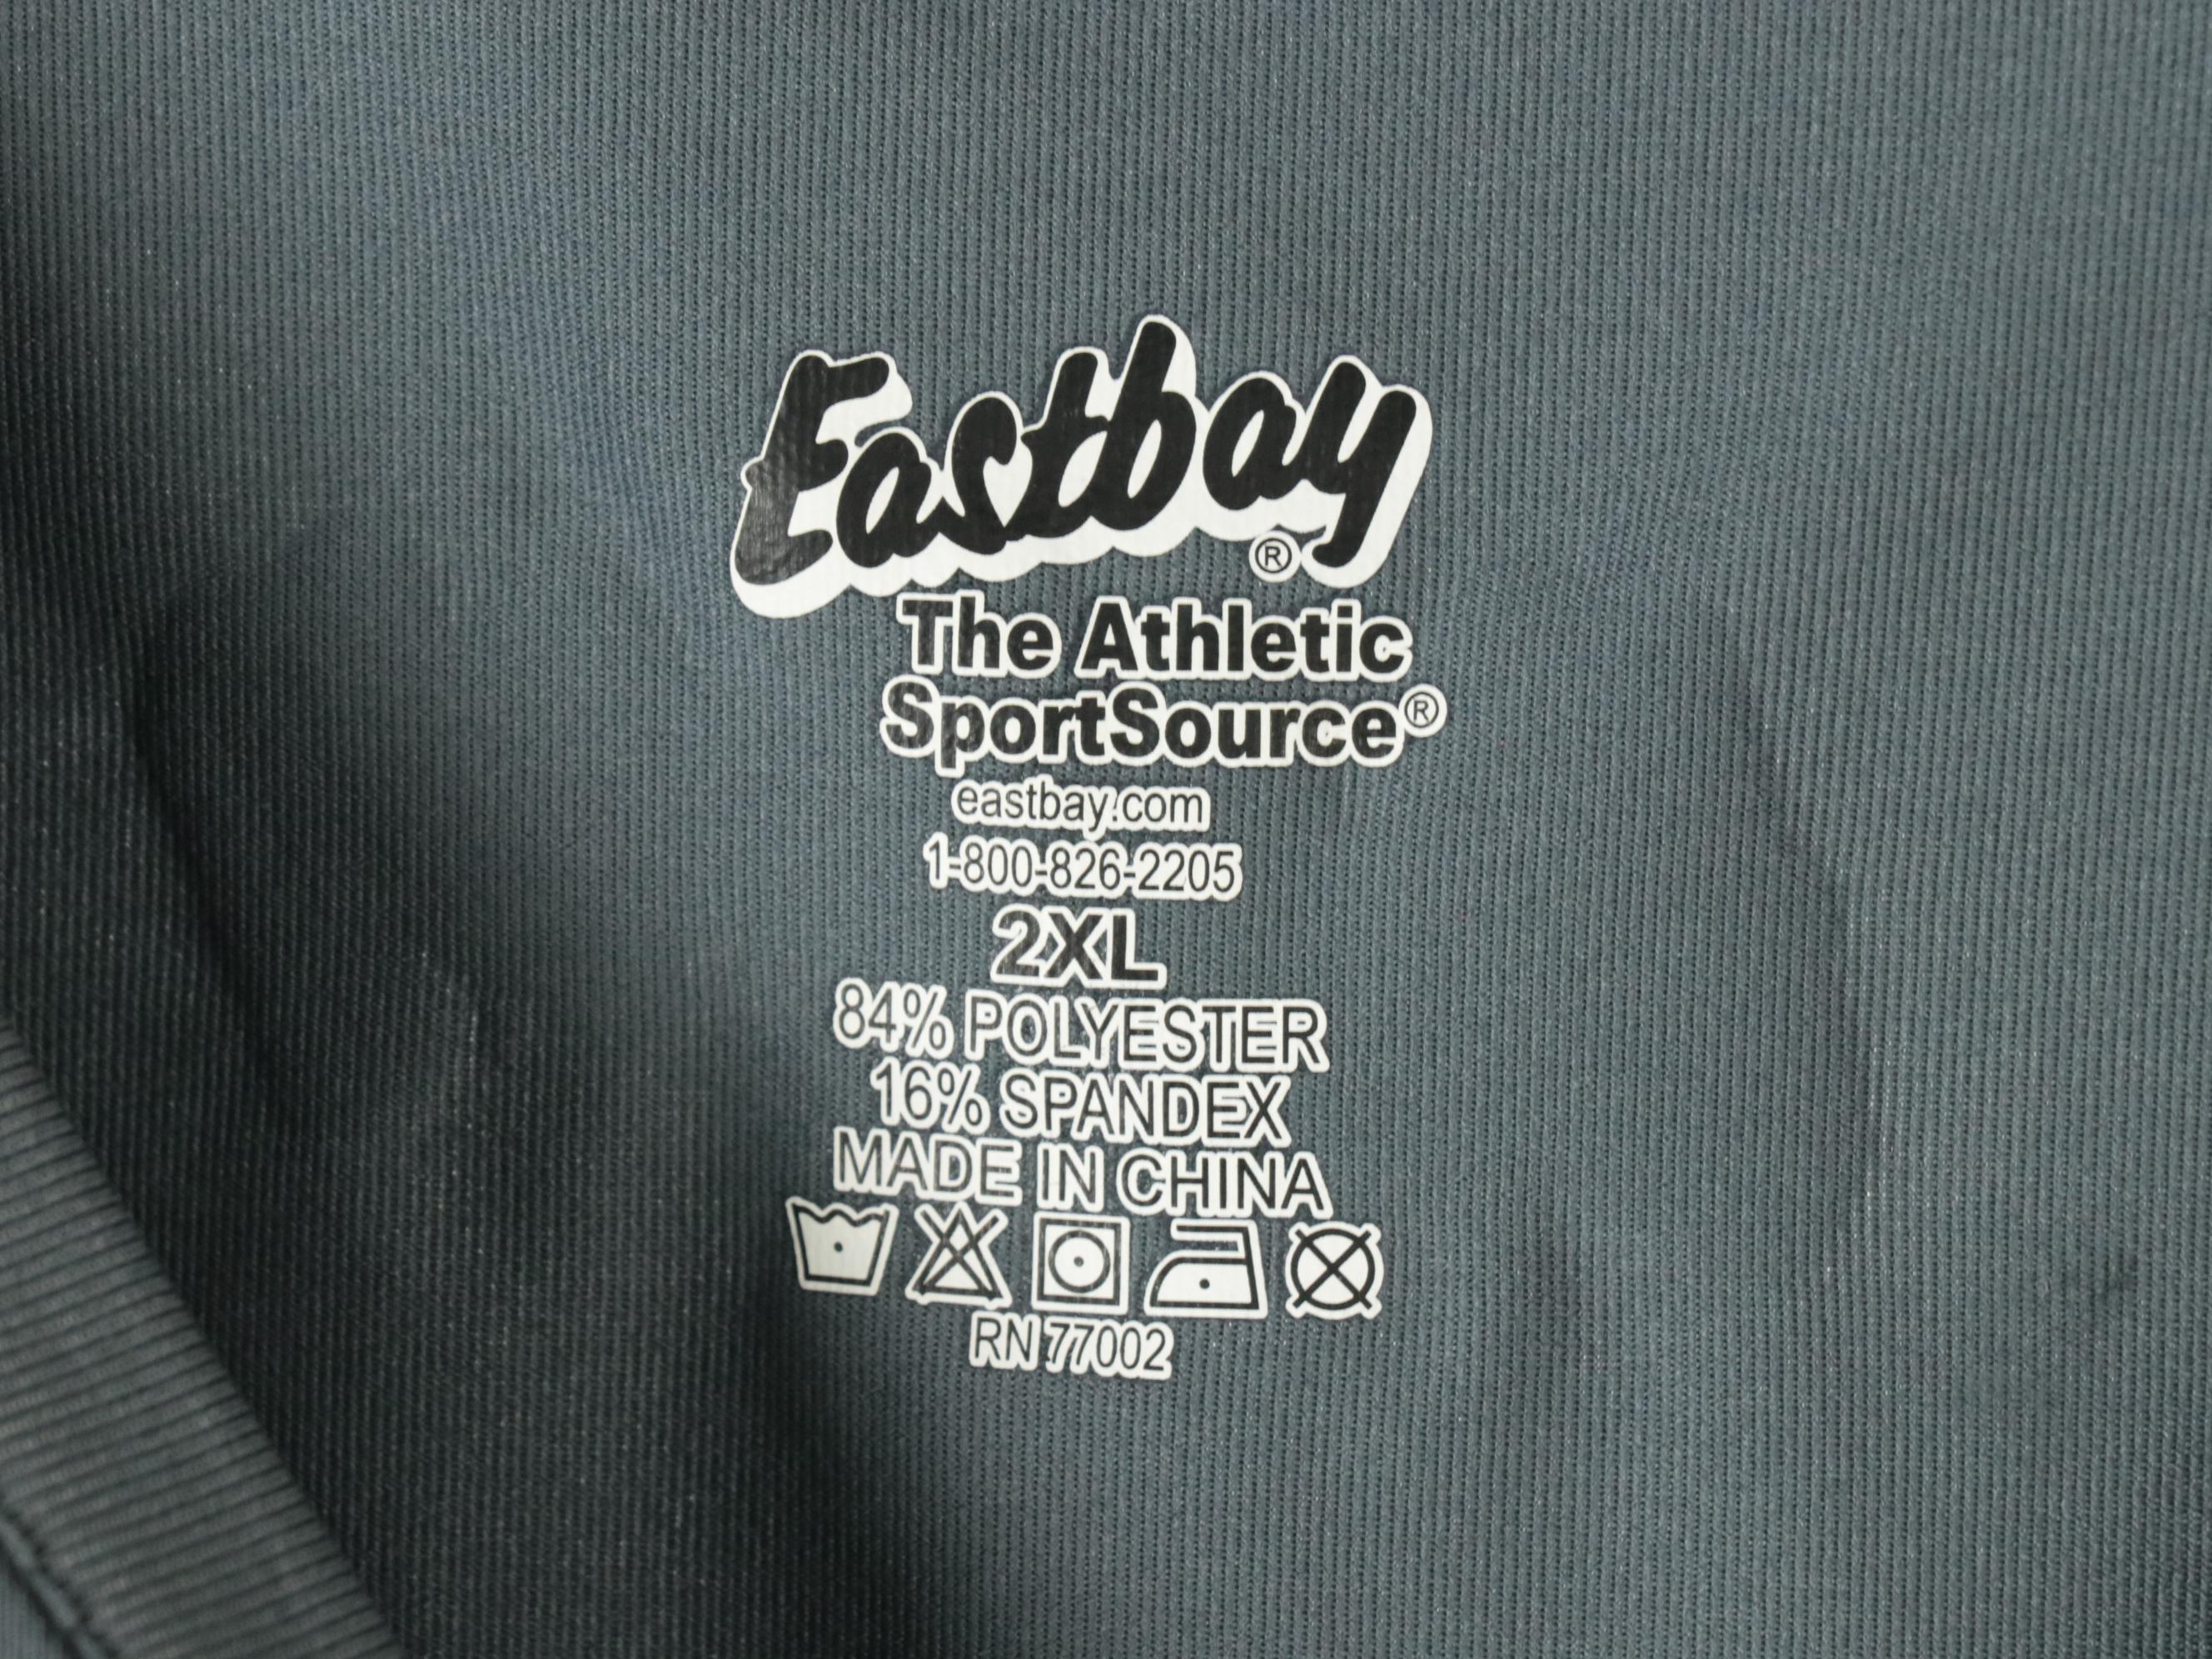 Eastbay®
The Athletic
SportSource®
eastbay.com
1-800-826-2205
2XL
84% POLYESTER
16% SPANDEX
MADE IN CHINA
RN 77002